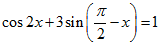 cos 2x + 3 sin(π/2 − x) = 1